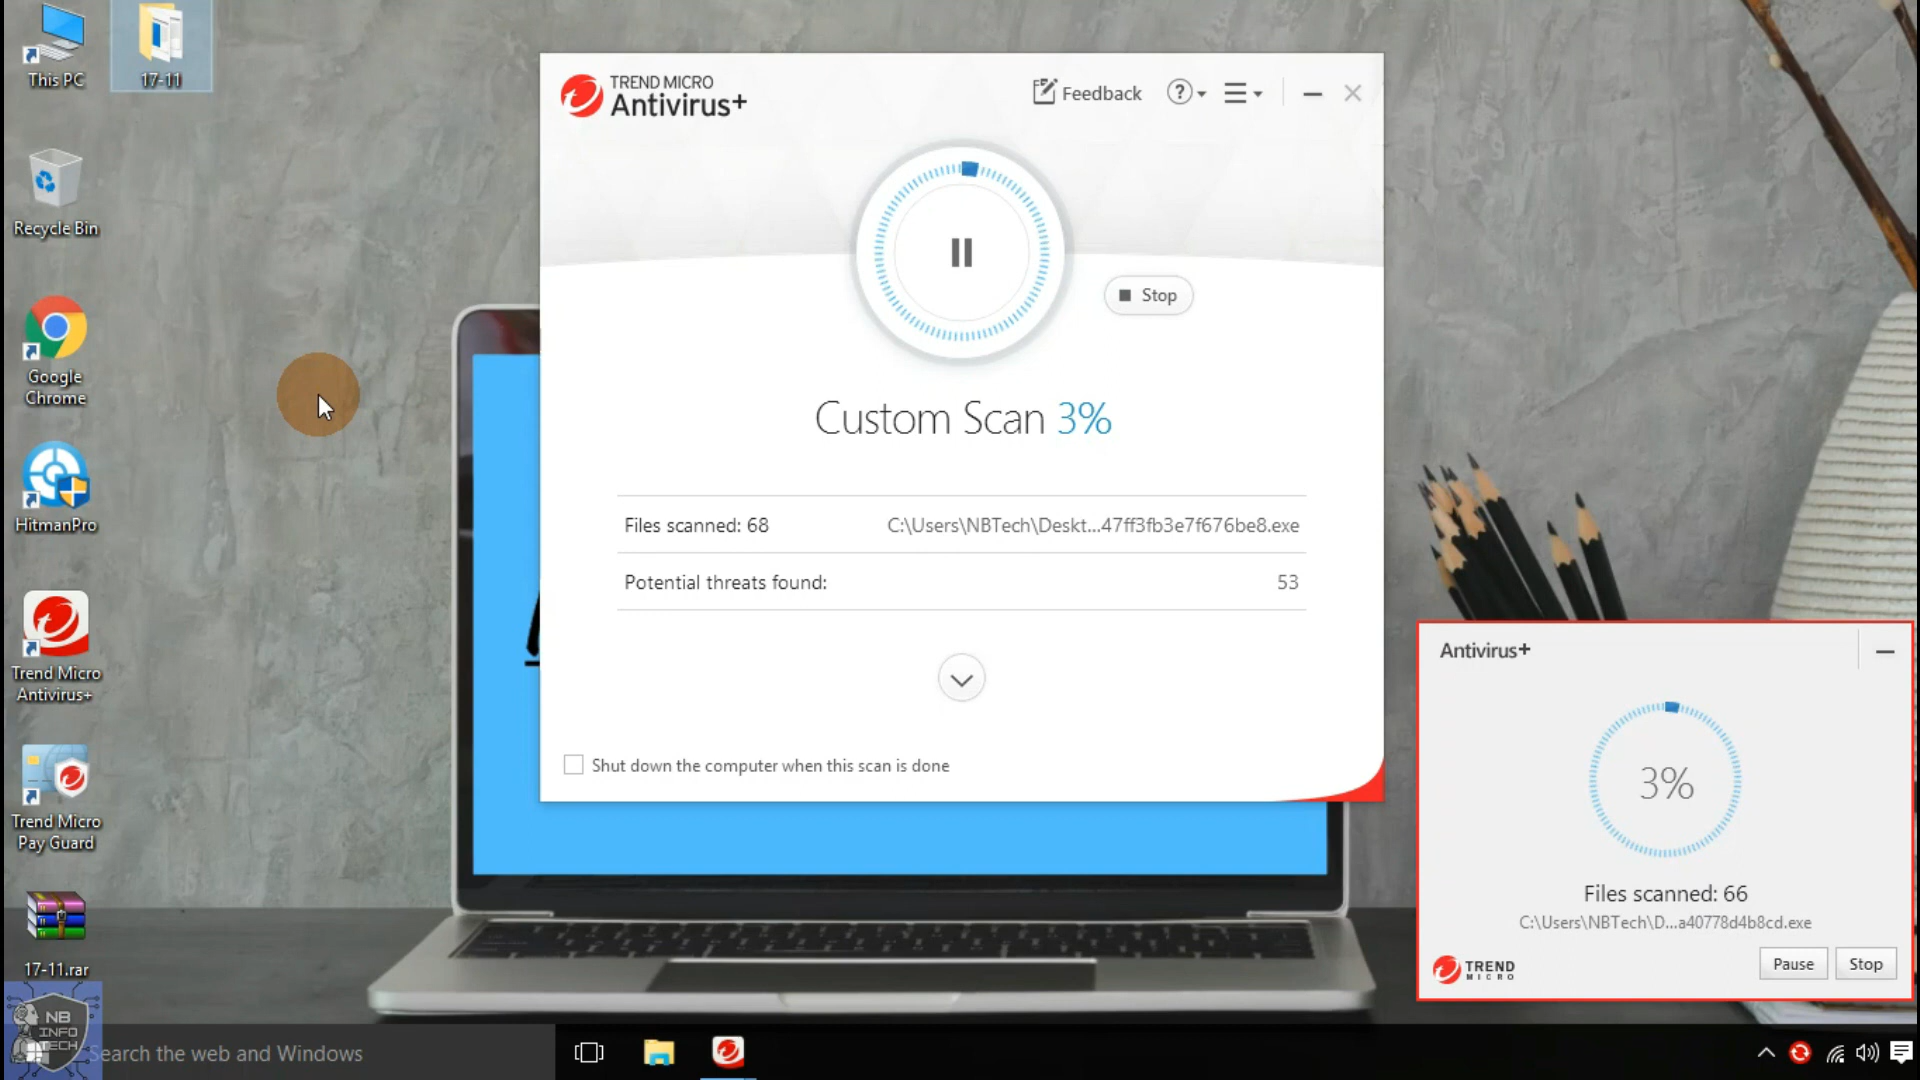 This PC
17-11
Recycle Bin
Google
Chrome
HitmanPro
Trend Micro
Antivirus+
Trend Micro
Pay Guard
17-11.rar
TREND MICRO
Antivirus+
Feedback
?
Stop
Custom Scan 3%
Files scanned: 68
C:\Users\NBTech\Deskt...47ff3fb3e7f676be8.exe
Potential threats found:
53
Shut down the computer when this scan is done
Antivirus+
3%
Files scanned: 66
C:\Users\NBTech\D...a40778d4b8cd.exe
TREND
MICRO
Pause
Stop
NB
INFO
TECH
Search the web and Windows